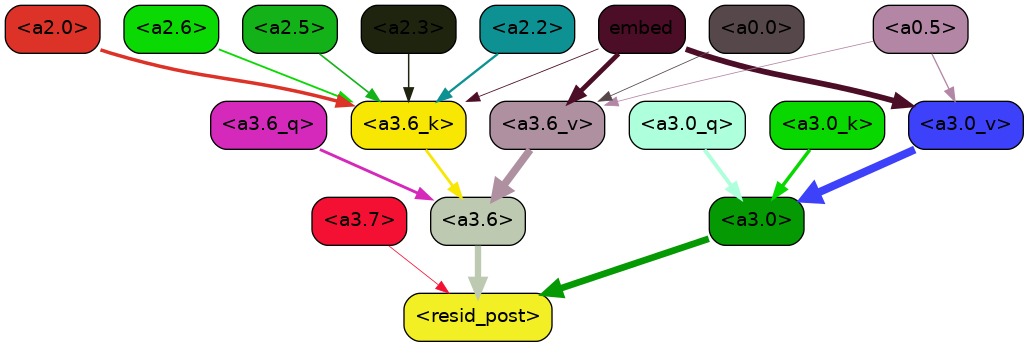 <a2.0> <a2.6> <a2.5> <a2.3> <a2.2> embed <a0.0> <a0.5>
<a3.6_q> <a3.6_k> <a3.6_v> <a3.0_q> <a3.0_k> <a3.0_v>
<a3.7> <a3.6> <a3.0>
<resid_post>